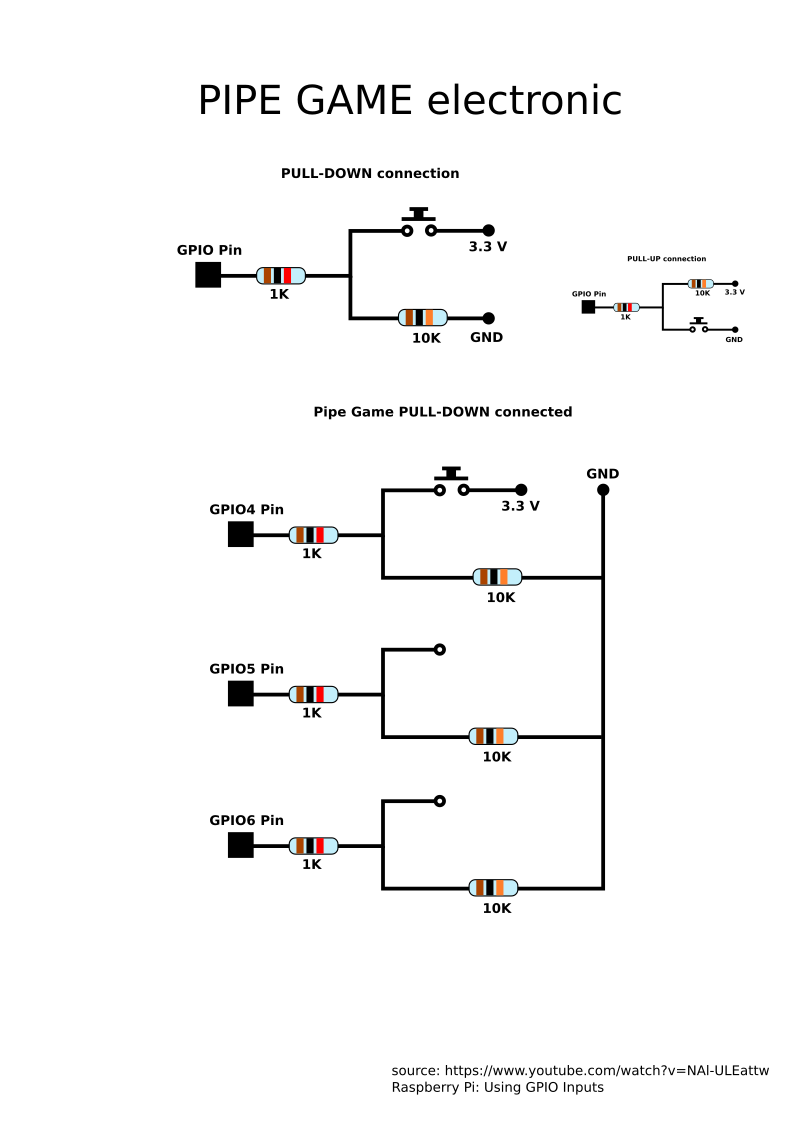 PIPE GAME electronic
PULL-DOWN connection
GPIO Pin
1K
3.3 V
10K
GND
PULL-UP connection
GPIO Pin
1K
10K
3.3 V
GND
Pipe Game PULL-DOWN connected
GND
GPIO4 Pin
1K
3.3 V
10K
GPIO5 Pin
1K
10K
GPIO6 Pin
1K
10K
source: https://www.youtube.com/watch?v=NAl-ULEattw
Raspberry Pi: Using GPIO Inputs